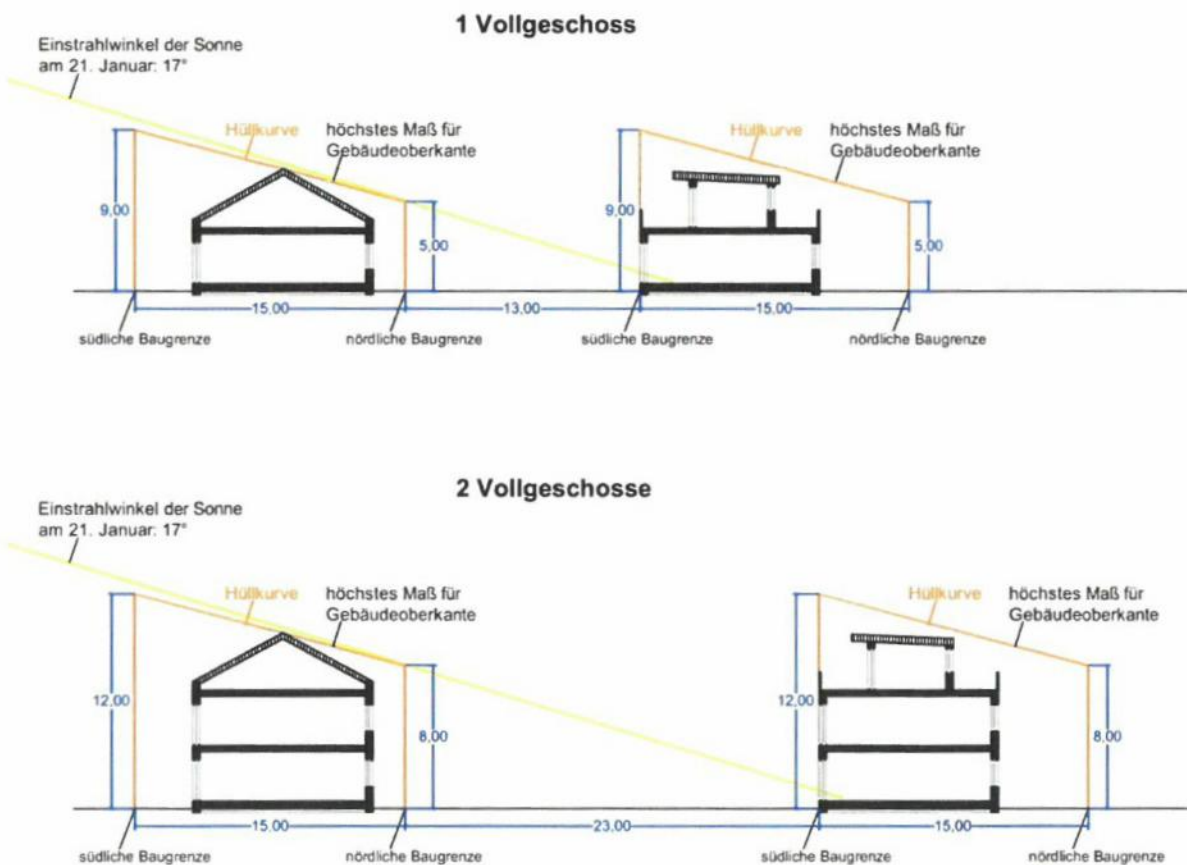 1 Vollgeschoss
Einstrahlwinkel der Sonne
am 21. Januar: 17°
Hüllkurve
höchstes Maß für
Gebäudeoberkante
Hüllkurve
höchstes Maß für
Gebäudeoberkante
9,00
5,00
9,00
5,00
15,00
13,00
15,00
südliche Baugrenze
nördliche Baugrenze
südliche Baugrenze
nördliche Baugrenze
2 Vollgeschosse
Einstrahlwinkel der Sonne
am 21. Januar: 17°
Hüllkurve
höchstes Maß für
Gebäudeoberkante
Hüllkurve
höchstes Maß für
Gebäudeoberkante
12,00
8,00
12,00
8,00
15,00
23,00
15,00
südliche Baugrenze
nördliche Baugrenze
südliche Baugrenze
nördliche Baugrenze